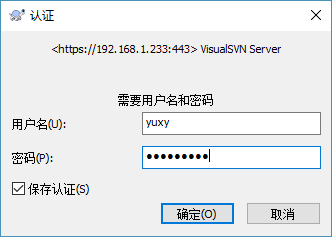 认证
<https://192.168.1.233:443> VisualSVN Server
需要用户名和密码
用户名(U):
yuxy
密码(P):
●●●●●●●●●
保存认证(S)
确定(O)
取消